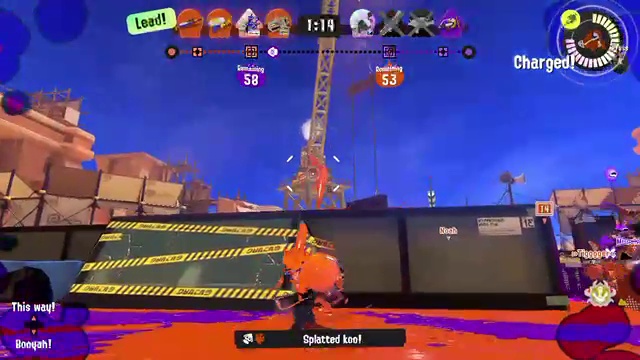 Lead!
1:14
Remaining
58
Remaining
53
Charged!
Noah
This way!
Booyah!
Splatted koo!